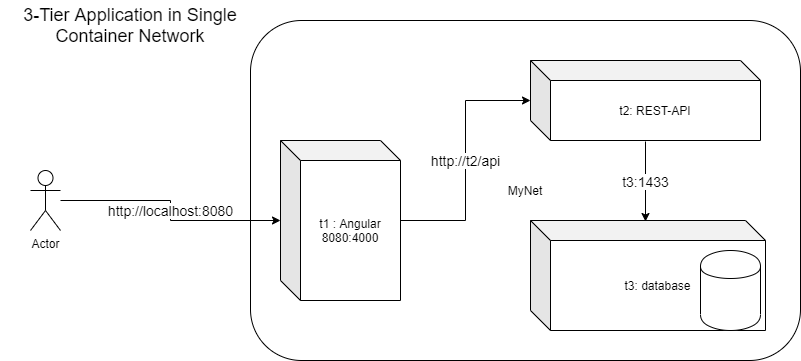 3-Tier Application in Single
Container Network
t2: REST-API
http://t2/api
t3:1433
MyNet
http://localhost:8080
t1 : Angular
8080:4000
Actor
t3: database